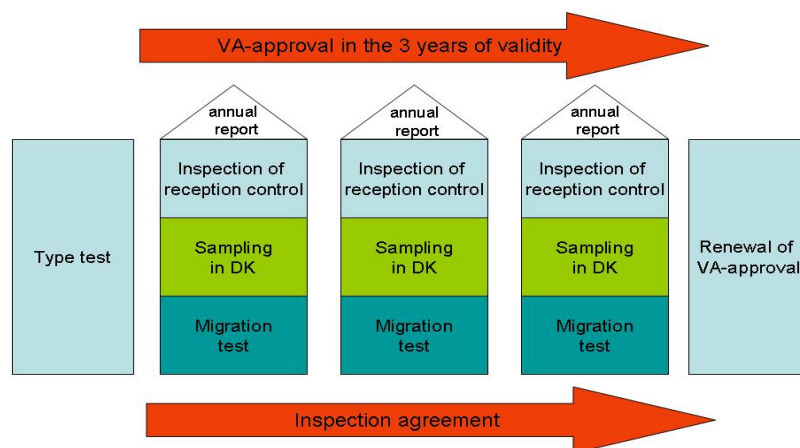 VA-approval in the 3 years of validity
annual
report
annual
report
annual
report
Type test
Inspection of
reception control
Sampling
in DK
Migration
test
Inspection of
reception control
Sampling
in DK
Migration
test
Inspection of
reception control
Sampling
in DK
Migration
test
Renewal of
VA-approval
Inspection agreement